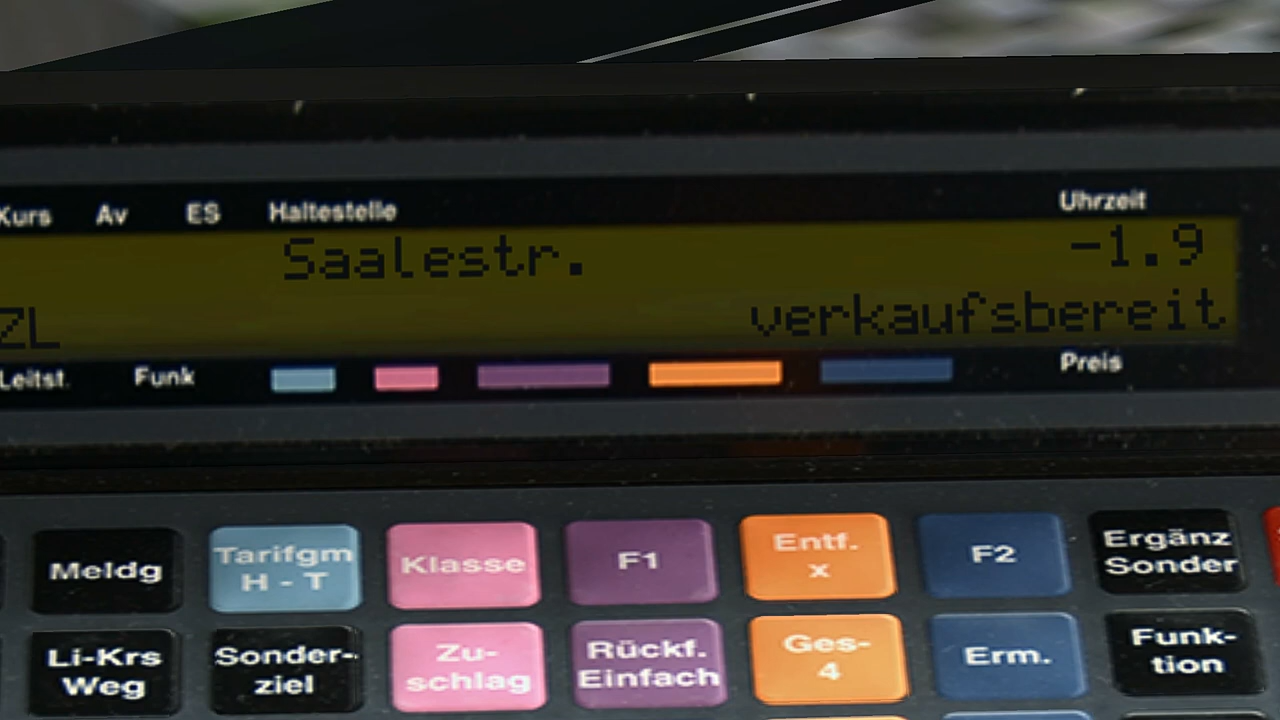 Kurs Av ES Haltestelle Uhrzeit
Saalestr. -1.9
ZL verkaufsbereit
Leitst. Funk Preis
Meldg Tarifgm H - T Klasse F1 Entf. x F2 Ergänz Sonder
Li-Krs Weg Sonder- ziel Zu- schlag Rückf. Einfach Ges- 4 Erm. Funk- tion